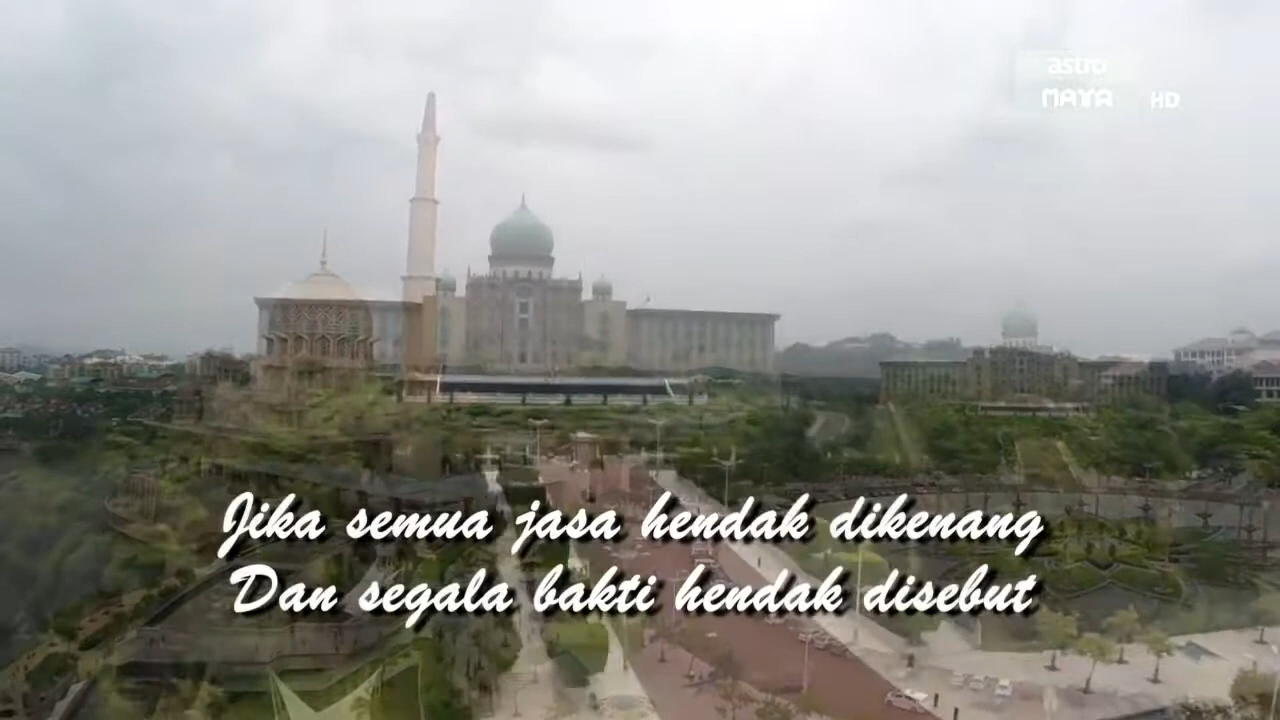 astro
MAYA HD
Jika semua jasa hendak dikenang
Dan segala bakti hendak disebut